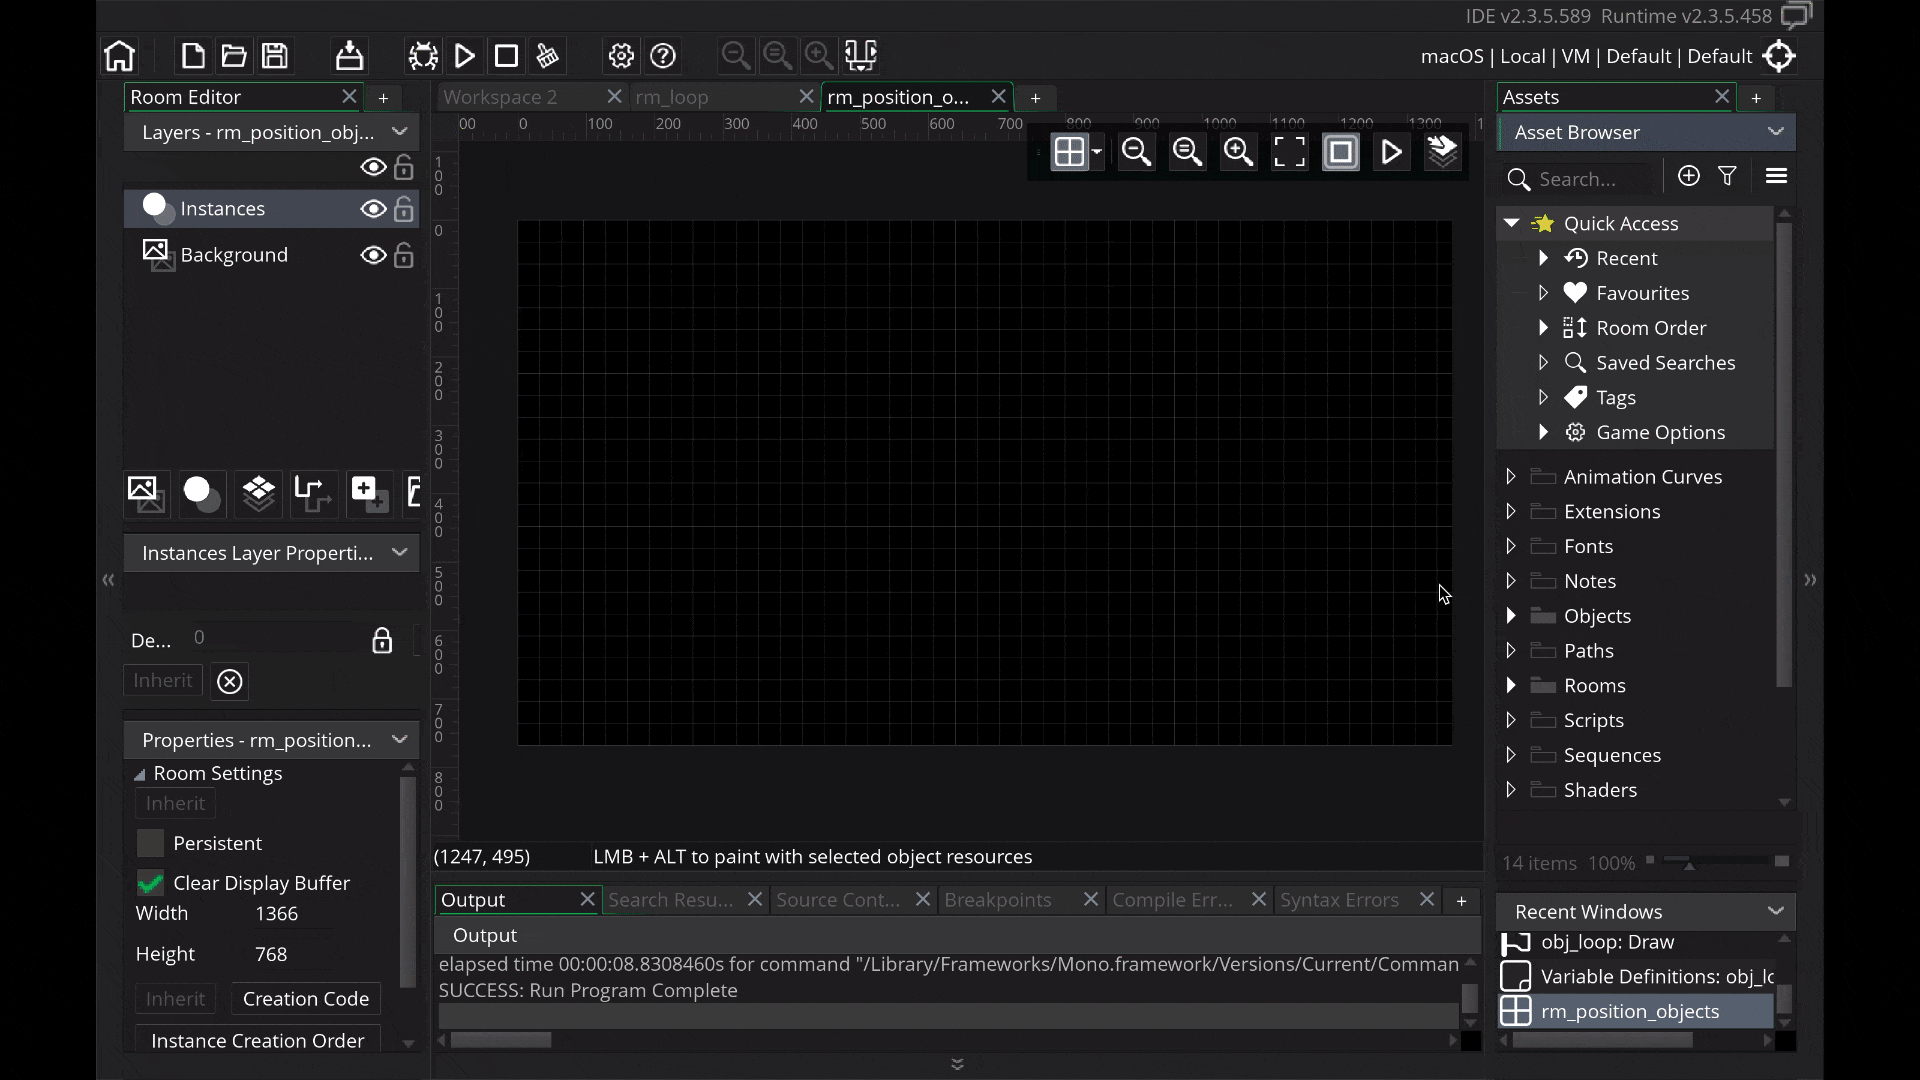 IDE v2.3.5.589 Runtime v2.3.5.458
macOS | Local | VM | Default | Default
Room Editor
+
Layers - rm_position_obj...
Instances
Background
Instances Layer Properti...
De... 0
Inherit
Properties - rm_position...
Room Settings
Inherit
Persistent
Clear Display Buffer
Width 1366
Height 768
Inherit Creation Code
Instance Creation Order
Workspace 2
rm_loop
rm_position_o...
+
00 0 100 200 300 400 500 600 700 800 900 1000 1100 1200 1300 1
100
0
100
200
300
400
500
600
700
800
(1247, 495) LMB + ALT to paint with selected object resources
Output
Search Resu...
Source Cont...
Breakpoints
Compile Err...
Syntax Errors
+
Output
elapsed time 00:00:08.8308460s for command "/Library/Frameworks/Mono.framework/Versions/Current/Comman
SUCCESS: Run Program Complete
Assets
+
Asset Browser
Search...
Quick Access
Recent
Favourites
Room Order
Saved Searches
Tags
Game Options
Animation Curves
Extensions
Fonts
Notes
Objects
Paths
Rooms
Scripts
Sequences
Shaders
14 items 100%
Recent Windows
obj_loop: Draw
Variable Definitions: obj_lo
rm_position_objects